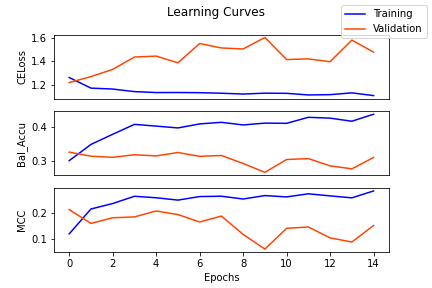 Learning Curves
Training
Validation
CELoss
1.6
1.4
1.2
Bal_Accu
0.4
0.3
MCC
0.2
0.1
0 2 4 6 8 10 12 14
Epochs